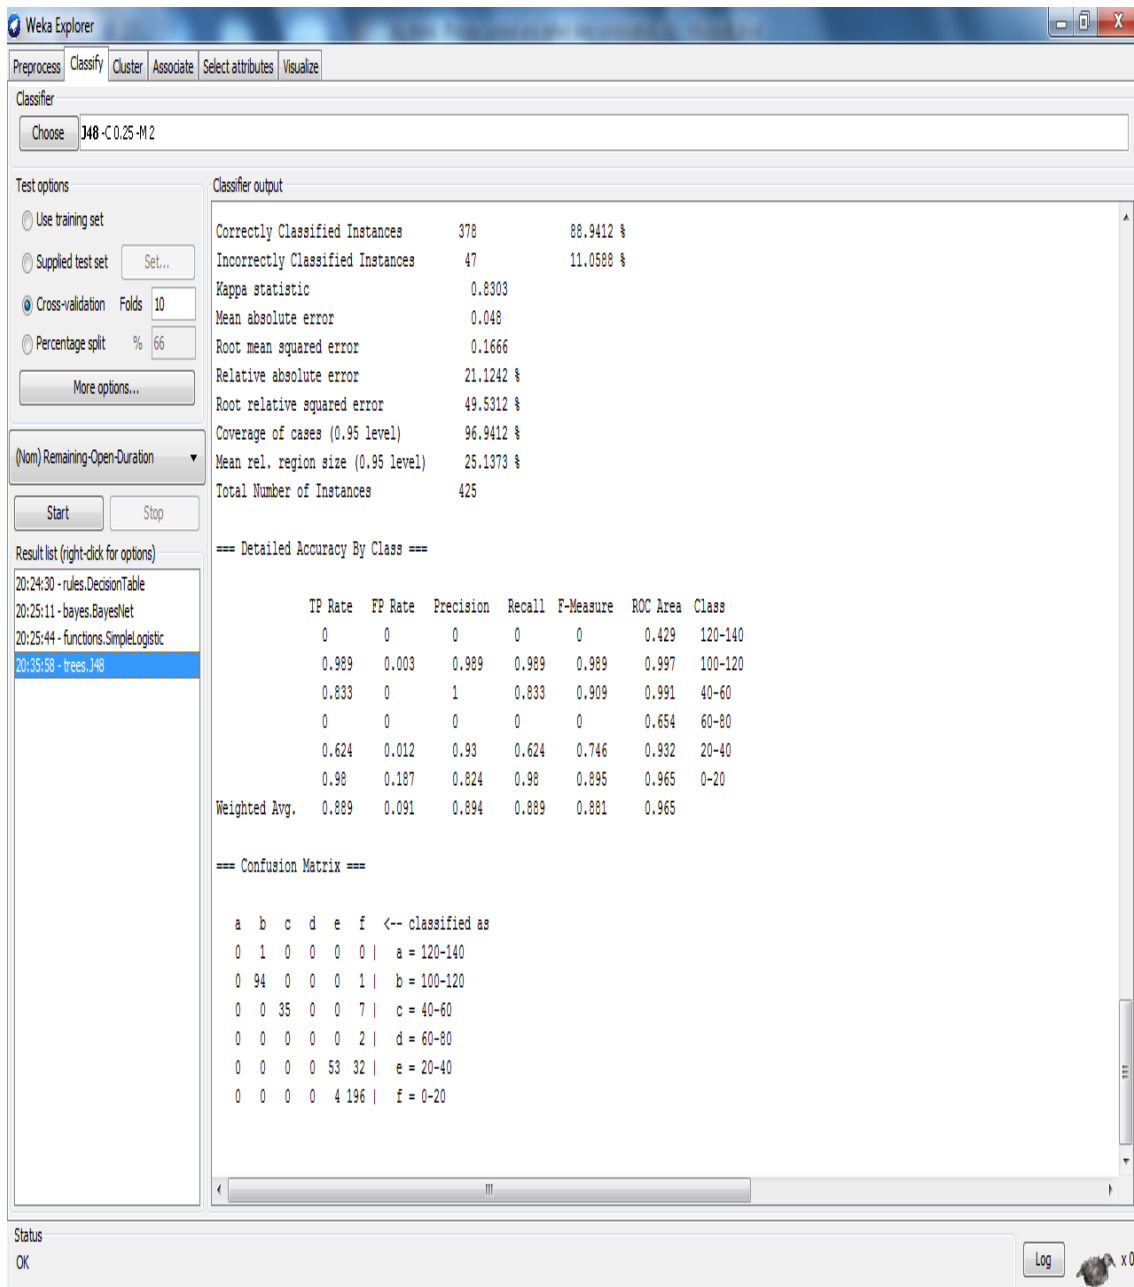 Weka Explorer
Preprocess Classify Cluster Associate Select attributes Visualize
Classifier
Choose J48 -C 0.25 -M 2
Test options
Use training set
Supplied test set Set...
Cross-validation Folds 10
Percentage split % 66
More options...
(Nom) Remaining-Open-Duration
Start Stop
Result list (right-click for options)
20:24:30 - rules.DecisionTable
20:25:11 - bayes.BayesNet
20:25:44 - functions.SimpleLogistic
20:35:58 - trees.J48
Classifier output
Correctly Classified Instances 378 88.9412 %
Incorrectly Classified Instances 47 11.0588 %
Kappa statistic 0.8303
Mean absolute error 0.048
Root mean squared error 0.1666
Relative absolute error 21.1242 %
Root relative squared error 49.5312 %
Coverage of cases (0.95 level) 96.9412 %
Mean rel. region size (0.95 level) 25.1373 %
Total Number of Instances 425
=== Detailed Accuracy By Class ===
TP Rate FP Rate Precision Recall F-Measure ROC Area Class
0 0 0 0 0 0.429 120-140
0.989 0.003 0.989 0.989 0.989 0.997 100-120
0.833 0 1 0.833 0.909 0.991 40-60
0 0 0 0 0 0.654 60-80
0.624 0.012 0.93 0.624 0.746 0.932 20-40
0.98 0.187 0.824 0.98 0.895 0.965 0-20
Weighted Avg. 0.889 0.091 0.894 0.889 0.881 0.965
=== Confusion Matrix ===
a b c d e f <-- classified as
0 1 0 0 0 0 | a = 120-140
0 94 0 0 0 1 | b = 100-120
0 0 35 0 0 7 | c = 40-60
0 0 0 0 0 2 | d = 60-80
0 0 0 0 53 32 | e = 20-40
0 0 0 0 4 196 | f = 0-20
Status
OK
Log
x 0